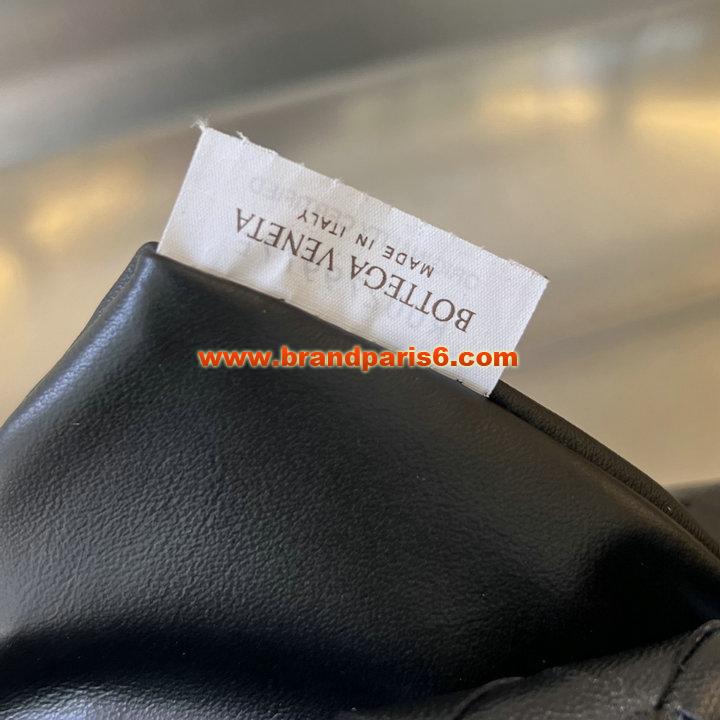 BOTTEGA VENETA
MADE IN ITALY
www.brandparis6.com